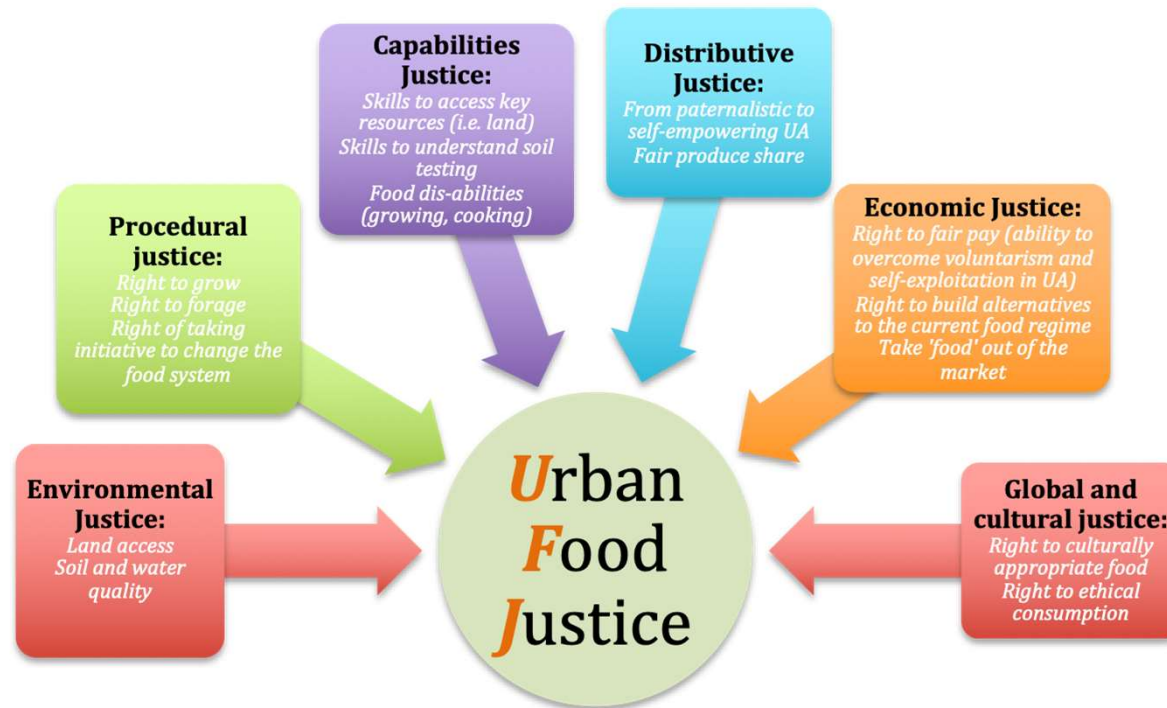 Capabilities
Justice:
Skills to access key
resources (i.e. land)
Skills to understand soil
testing
Food dis-abilities
(growing, cooking)
Distributive
Justice:
From paternalistic to
self-empowering UA
Fair produce share
Procedural
justice:
Right to grow
Right to forage
Right of taking
initiative to change the
food system
Economic Justice:
Right to fair pay (ability to
overcome voluntarism and
self-exploitation in UA)
Right to build alternatives
to the current food regime
Take 'food' out of the
market
Environmental
Justice:
Land access
Soil and water
quality
Urban
Food
Justice
Global and
cultural justice:
Right to culturally
appropriate food
Right to ethical
consumption